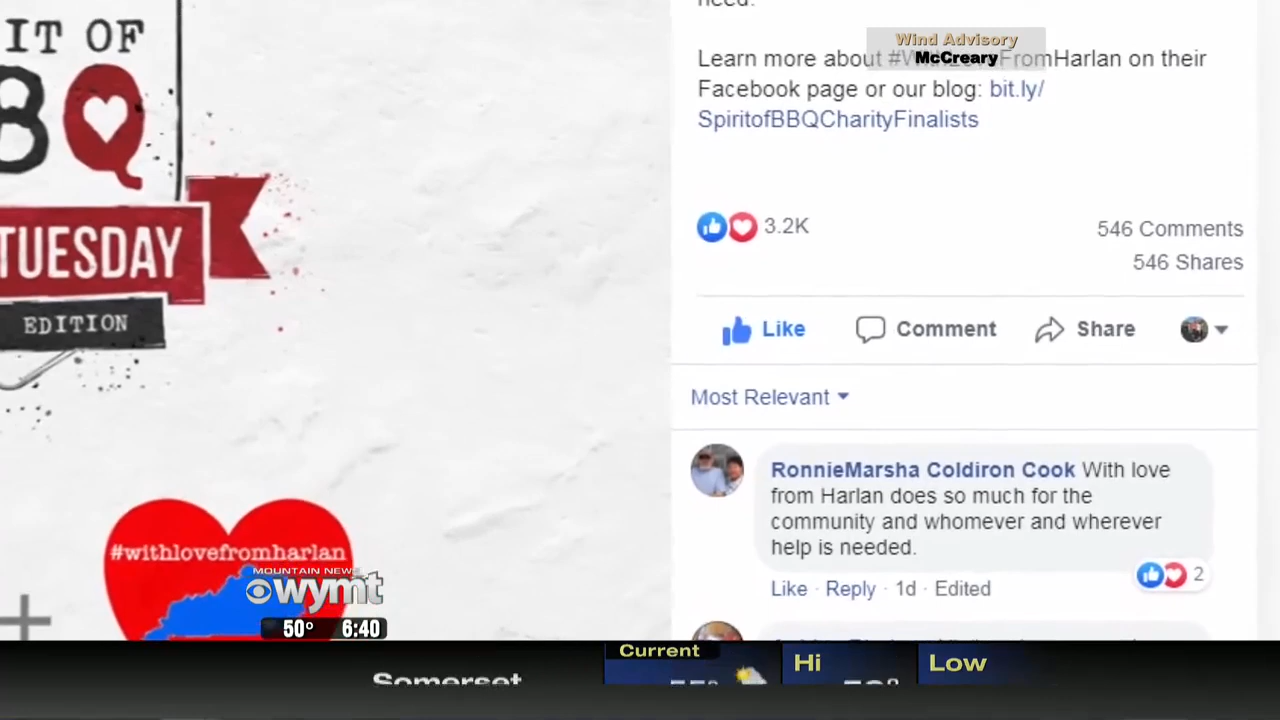 IT OF
BQ
TUESDAY
EDITION
#withlovefromharlan
need.
Wind Advisory
McCreary
Learn more about #WithLoveFromHarlan on their
Facebook page or our blog: bit.ly/
SpiritofBBQCharityFinalists
3.2K
546 Comments
546 Shares
Like Comment Share
Most Relevant
RonnieMarsha Coldiron Cook With love
from Harlan does so much for the
community and whomever and wherever
help is needed.
2
Like · Reply · 1d · Edited
MOUNTAIN NEWS
wymt
50° 6:40
Somerset
Current
Hi
Low